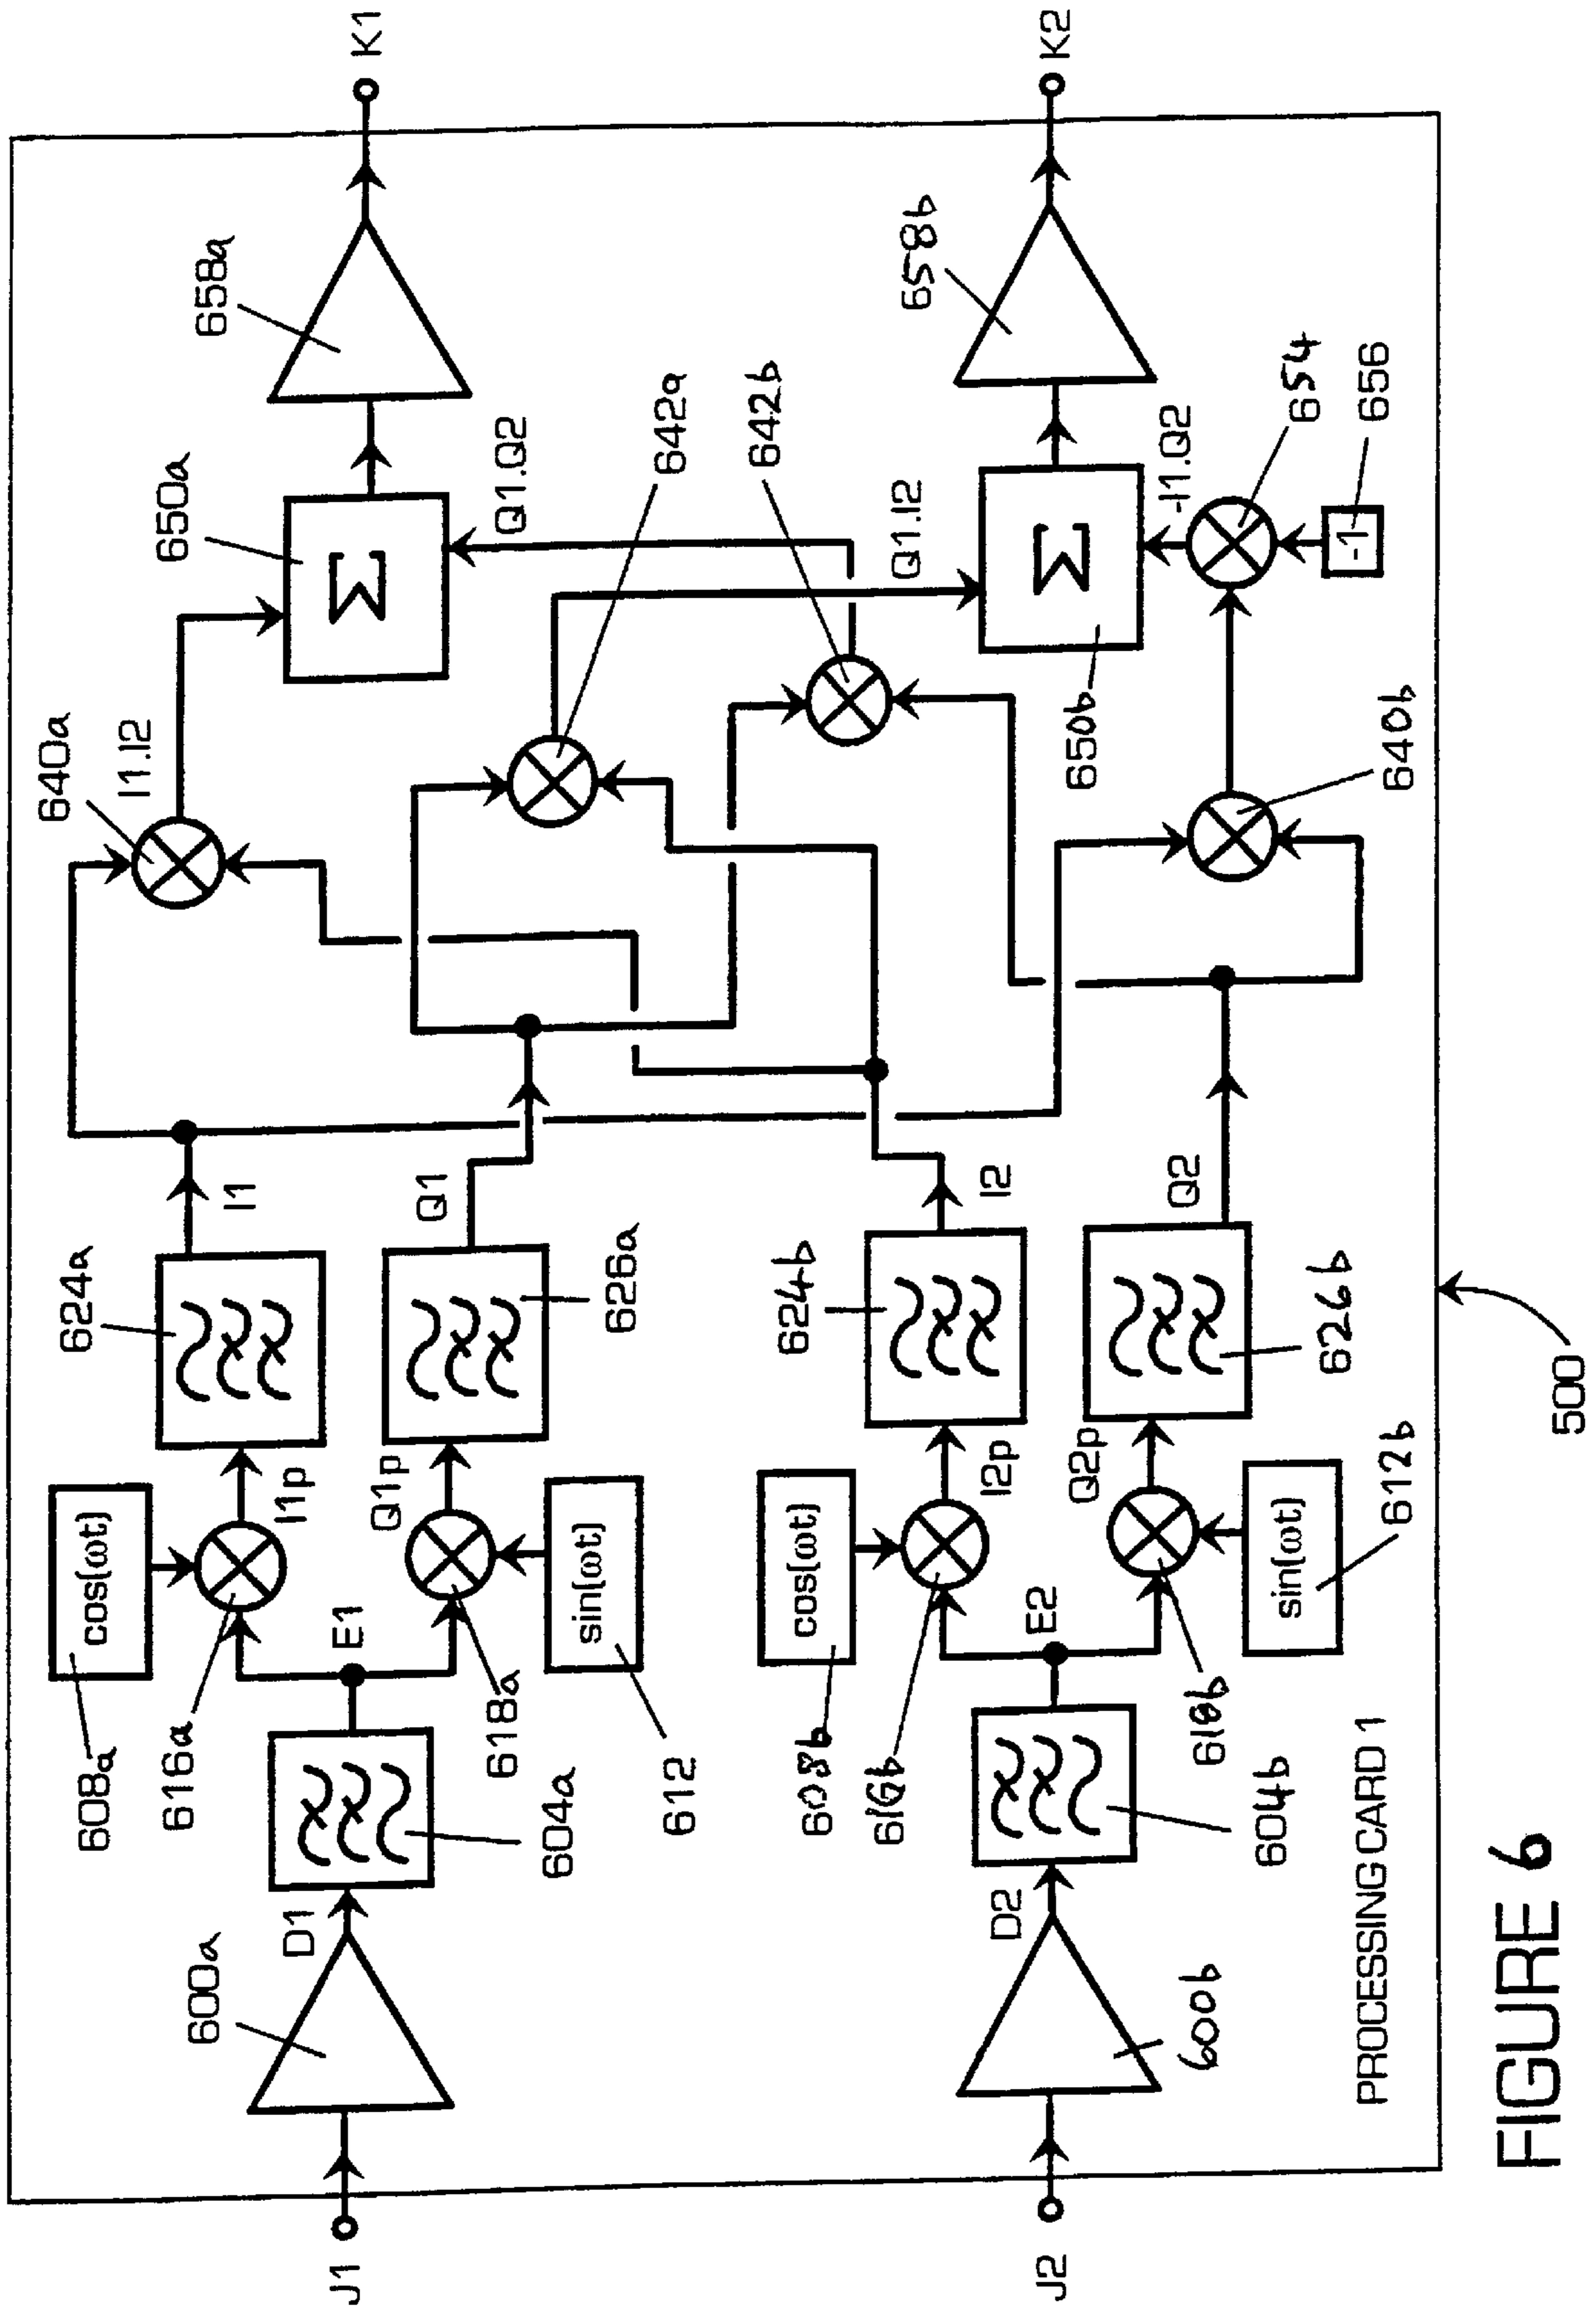 J1
600a
D1
604a
E1
608a
cos(ωt)
616a
I1p
618a
Q1p
612
sin(ωt)
624a
I1
626a
Q1
640a
I1.I2
650a
Σ
Q1.Q2
658a
K1
642a
642b
J2
600b
D2
604b
E2
608b
cos(ωt)
616b
I2p
618b
Q2p
612b
sin(ωt)
624b
I2
626b
Q2
640b
650b
Σ
Q1.I2
-I1.Q2
654
-1
656
658b
K2
PROCESSING CARD 1
500
FIGURE 6